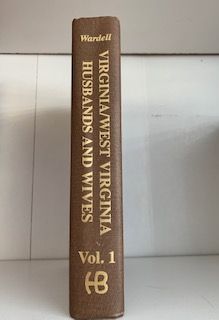 Wardell
VIRGINIA/WEST VIRGINIA
HUSBANDS AND WIVES
Vol. 1
HB